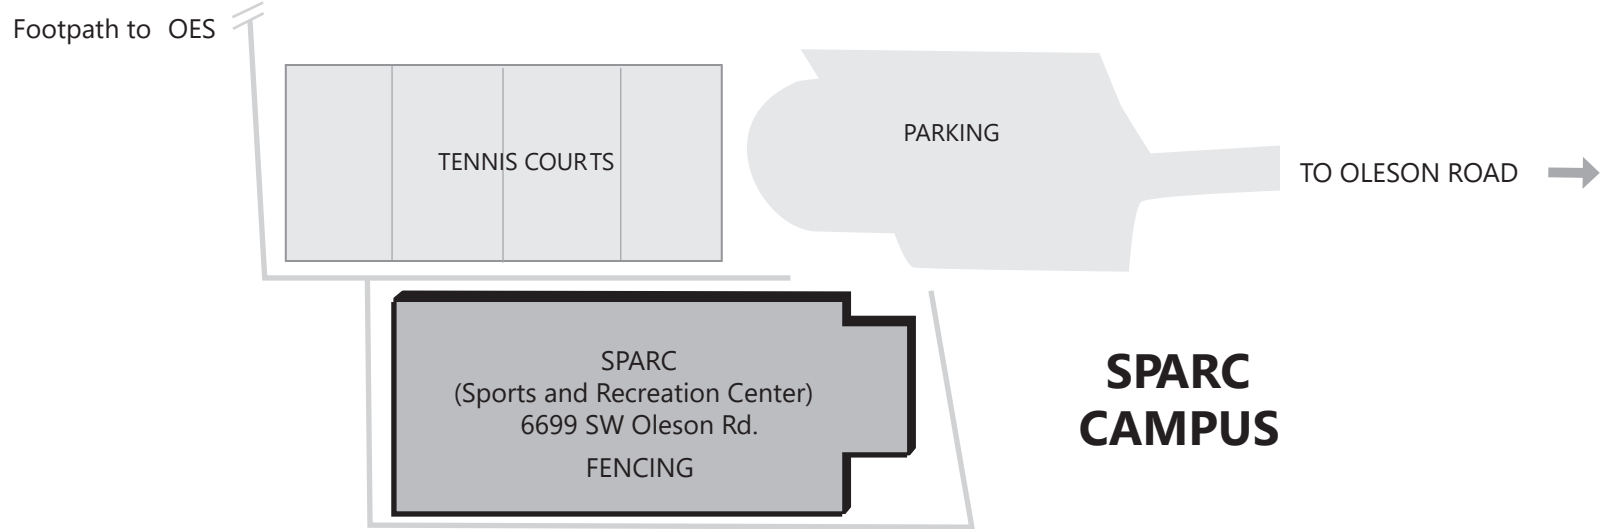 Footpath to OES
TENNIS COURTS
PARKING
TO OLESON ROAD
SPARC
(Sports and Recreation Center)
6699 SW Oleson Rd.
FENCING
SPARC
CAMPUS